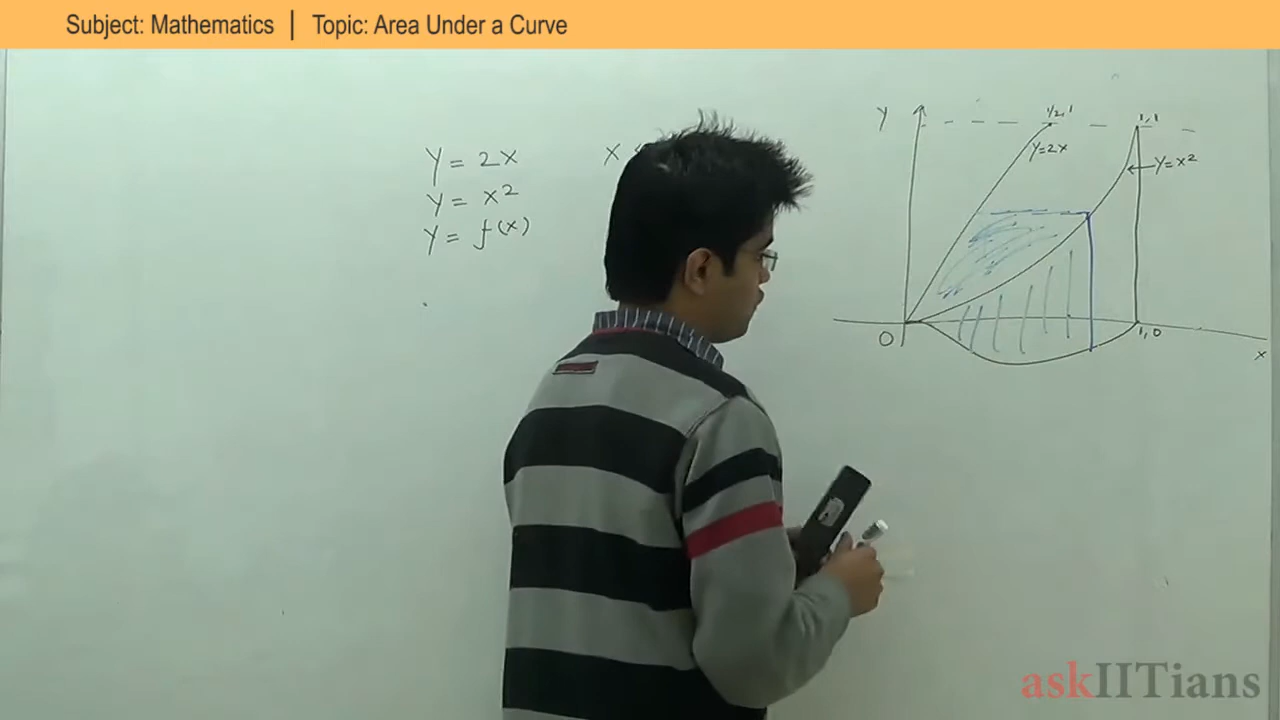 Subject: Mathematics | Topic: Area Under a Curve
y = 2x
x
y = x²
y = f(x)
y
1/2,1
1,1
y=2x
y=x²
0
1,0
x
askIITians